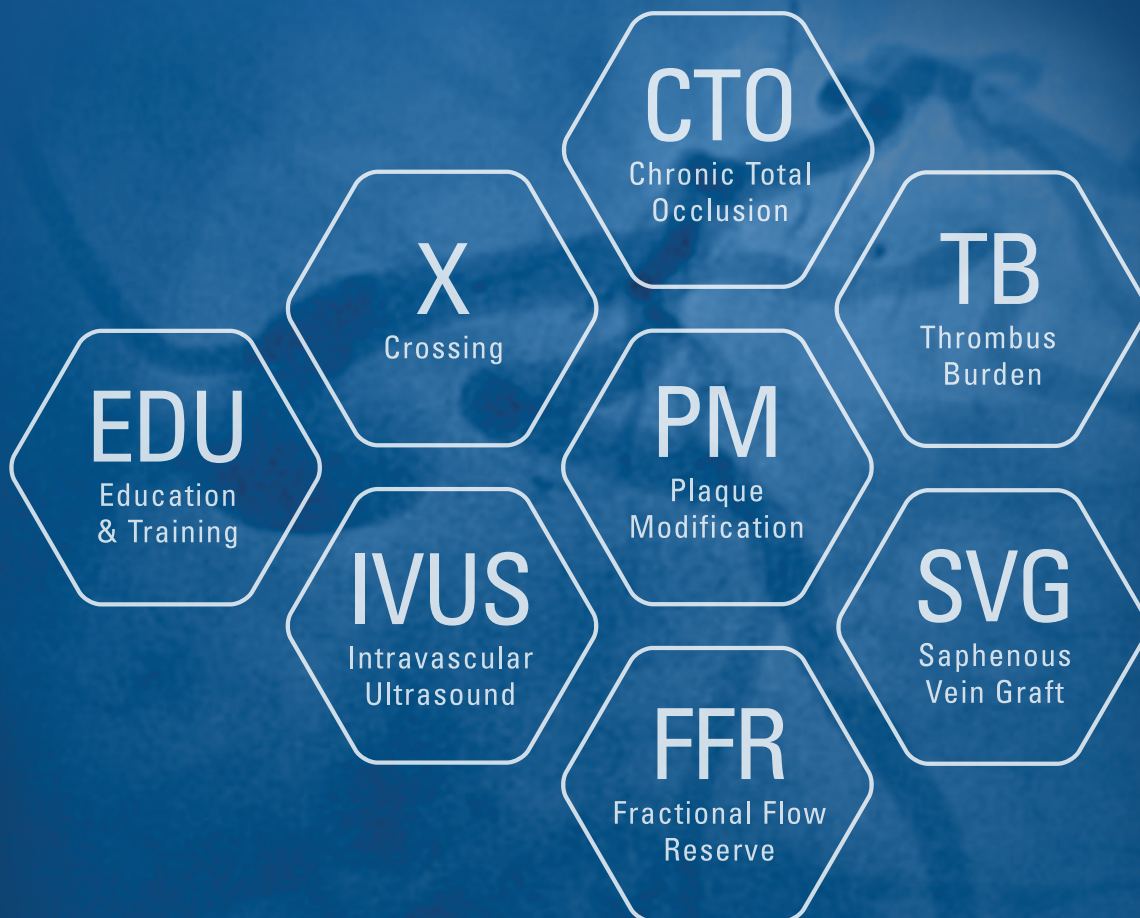 CTO
Chronic Total
Occlusion
X
Crossing
TB
Thrombus
Burden
EDU
Education
& Training
PM
Plaque
Modification
IVUS
Intravascular
Ultrasound
SVG
Saphenous
Vein Graft
FFR
Fractional Flow
Reserve